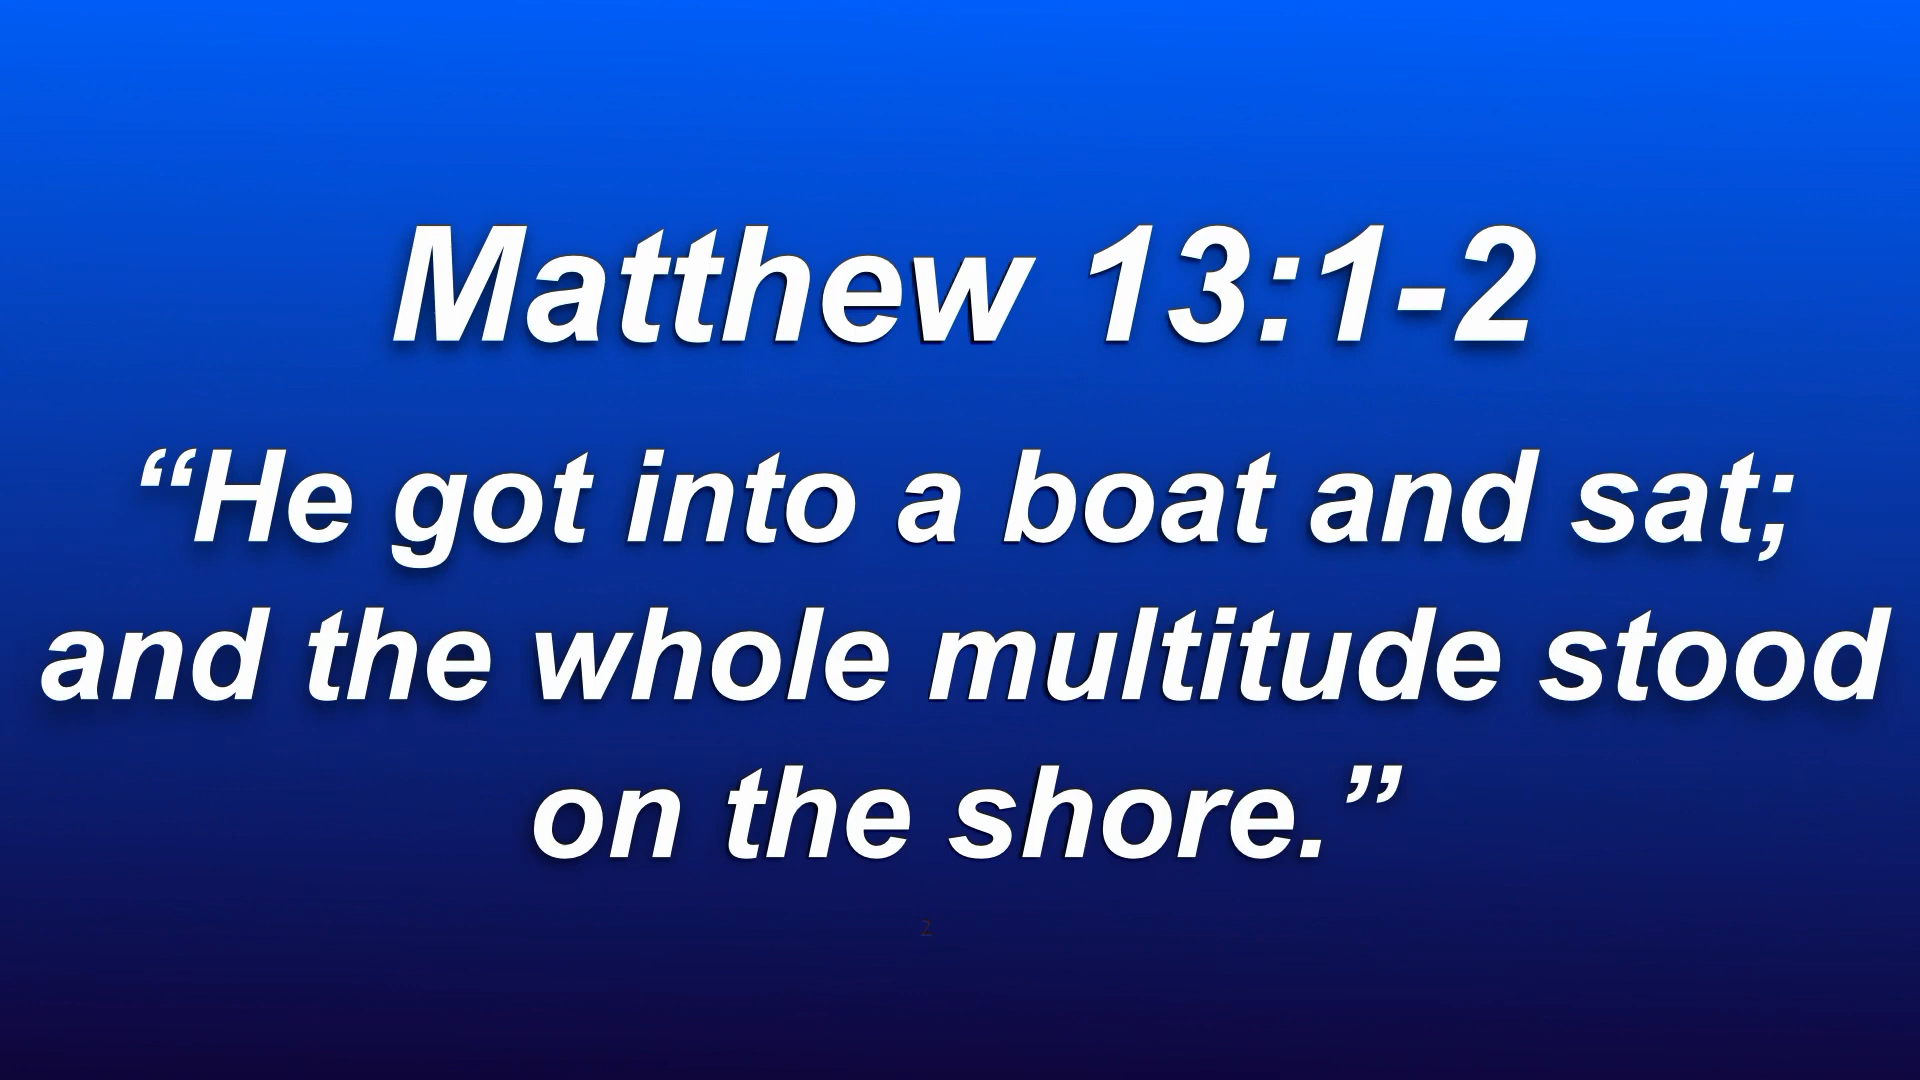 Matthew 13:1-2
“He got into a boat and sat;
and the whole multitude stood
on the shore.”
2